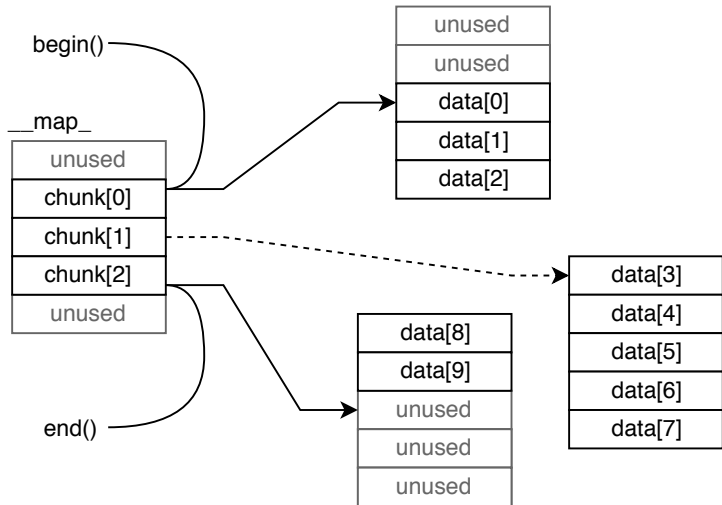 begin()
__map_
unused
chunk[0]
chunk[1]
chunk[2]
unused
end()
unused
unused
data[0]
data[1]
data[2]
data[3]
data[4]
data[5]
data[6]
data[7]
data[8]
data[9]
unused
unused
unused